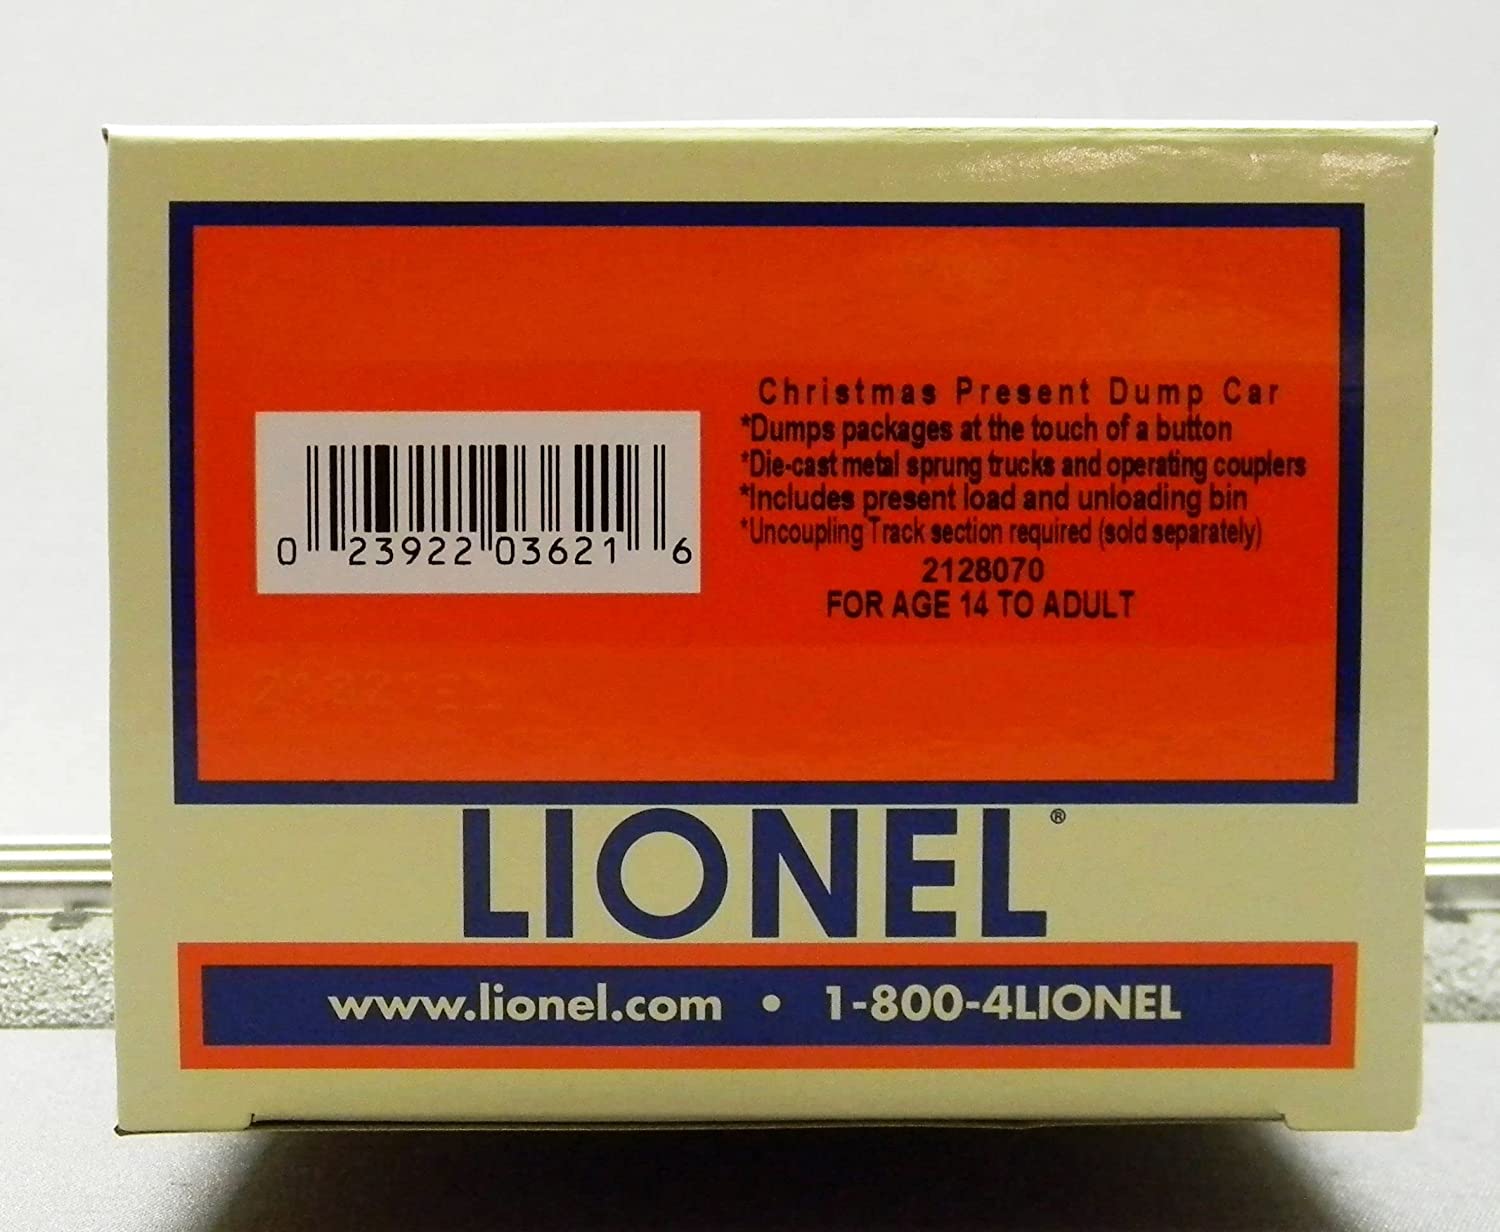 Christmas Present Dump Car
*Dumps packages at the touch of a button
*Die-cast metal sprung trucks and operating couplers
*Includes present load and unloading bin
*Uncoupling Track section required (sold separately)
2128070
FOR AGE 14 TO ADULT
0 23922 03621 6
LIONEL®
www.lionel.com • 1-800-4LIONEL